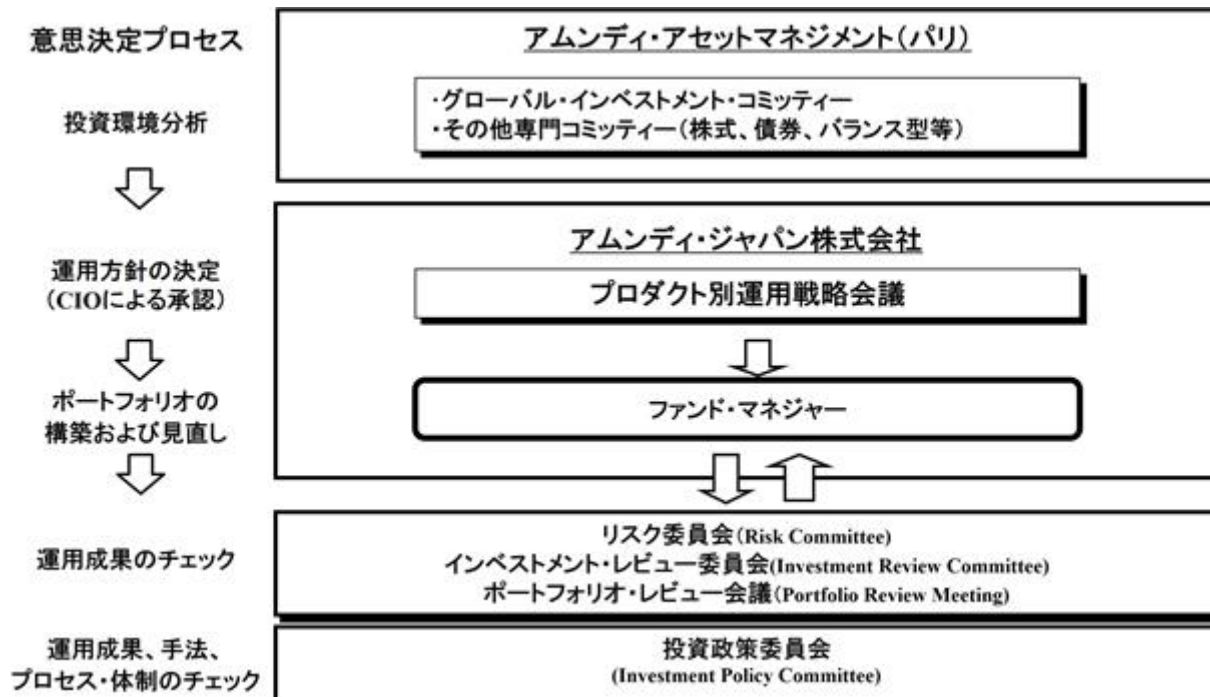 意思決定プロセス
アムンディ・アセットマネジメント(パリ)
投資環境分析
・グローバル・インベストメント・コミッティー
・その他専門コミッティー(株式、債券、バランス型等)
アムンディ・ジャパン株式会社
運用方針の決定
(CIOによる承認)
プロダクト別運用戦略会議
ポートフォリオの
構築および見直し
ファンド・マネジャー
運用成果のチェック
リスク委員会(Risk Committee)
インベストメント・レビュー委員会(Investment Review Committee)
ポートフォリオ・レビュー会議(Portfolio Review Meeting)
運用成果、手法、
プロセス・体制のチェック
投資政策委員会
(Investment Policy Committee)